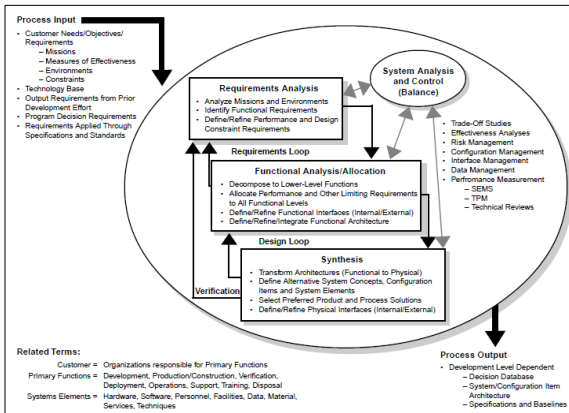 Process Input
• Customer Needs/Objectives/
Requirements
– Missions
– Measures of Effectiveness
– Environments
– Constraints
• Technology Base
• Output Requirements from Prior
Development Effort
• Program Decision Requirements
• Requirements Applied Through
Specifications and Standards
System Analysis
and Control
(Balance)
Requirements Analysis
• Analyze Missions and Environments
• Identify Functional Requirements
• Define/Refine Performance and Design
Constraint Requirements
• Trade-Off Studies
• Effectiveness Analyses
• Risk Management
• Configuration Management
• Interface Management
• Data Management
• Perfromance Measurement
– SEMS
– TPM
– Technical Reviews
Requirements Loop
Functional Analysis/Allocation
• Decompose to Lower-Level Functions
• Allocate Performance and Other Limiting Requirements
to All Functional Levels
• Define/Refine Functional Interfaces (Internal/External)
• Define/Refine/Integrate Functional Architecture
Design Loop
Synthesis
• Transform Architectures (Functional to Physical)
• Define Alternative System Concepts, Configuration
Items and System Elements
• Select Preferred Product and Process Solutions
• Define/Refine Physical Interfaces (Internal/External)
Verification
Related Terms:
Customer = Organizations responsible for Primary Functions
Primary Functions = Development, Production/Construction, Verification,
Deployment, Operations, Support, Training, Disposal
Systems Elements = Hardware, Software, Personnel, Facilities, Data, Material,
Services, Techniques
Process Output
• Development Level Dependent
– Decision Database
– System/Configuration Item
Architecture
– Specifications and Baselines